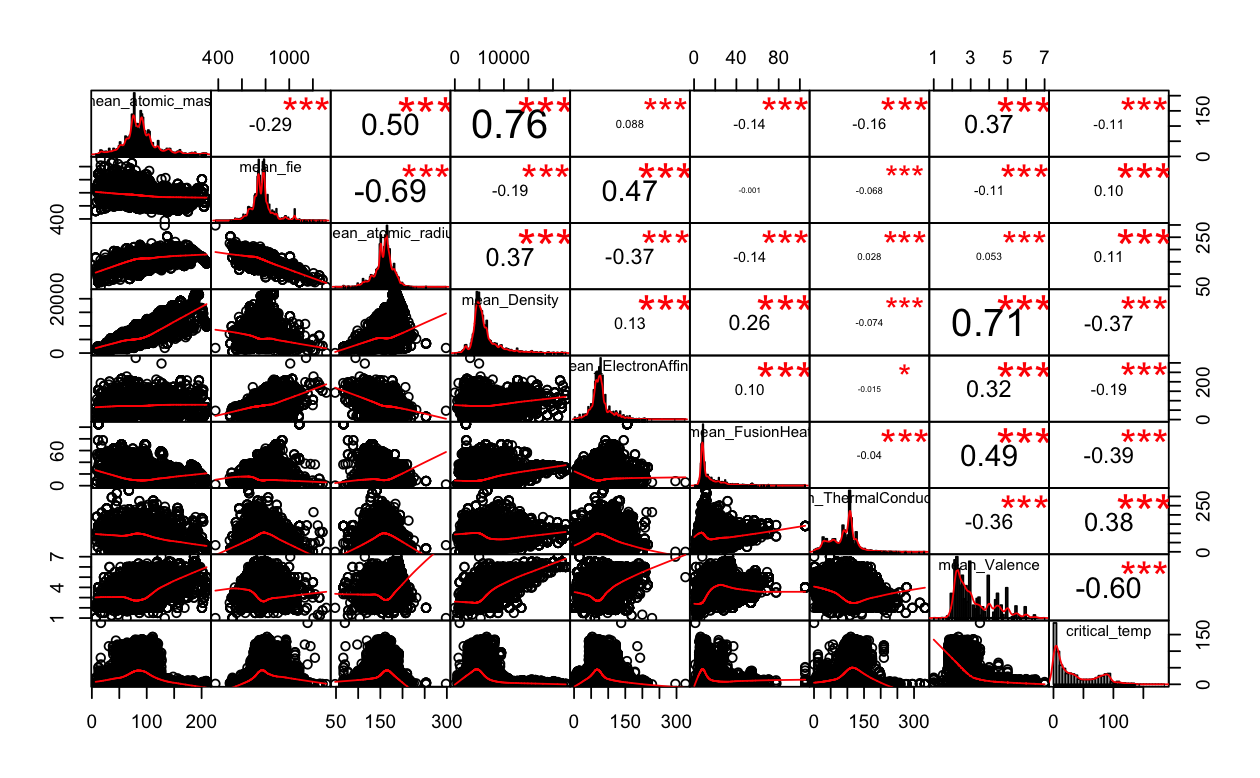 400 1000 0 10000 0 40 80 1 3 5 7
mean_atomic_mas -0.29 *** 0.50 *** 0.76 *** 0.088 *** -0.14 *** -0.16 *** 0.37 *** -0.11 *** 0 150
400 mean_fie -0.69 *** -0.19 *** 0.47 *** -0.001 -0.068 *** -0.11 *** 0.10 ***
ean_atomic_radiu 0.37 *** -0.37 *** -0.14 *** 0.028 *** 0.053 *** 0.11 *** 50 250
0 20000 mean_Density 0.13 *** 0.26 *** -0.074 *** 0.71 *** -0.37 ***
ean_ElectronAffin 0.10 *** -0.015 * 0.32 *** -0.19 *** 0 200
0 60 mean_FusionHea -0.04 *** 0.49 *** -0.39 ***
n_ThermalConduc -0.36 *** 0.38 *** 0 250
1 4 7 mean_Valence -0.60 ***
critical_temp 0 150
0 100 200 50 150 300 0 150 300 0 150 300 0 100